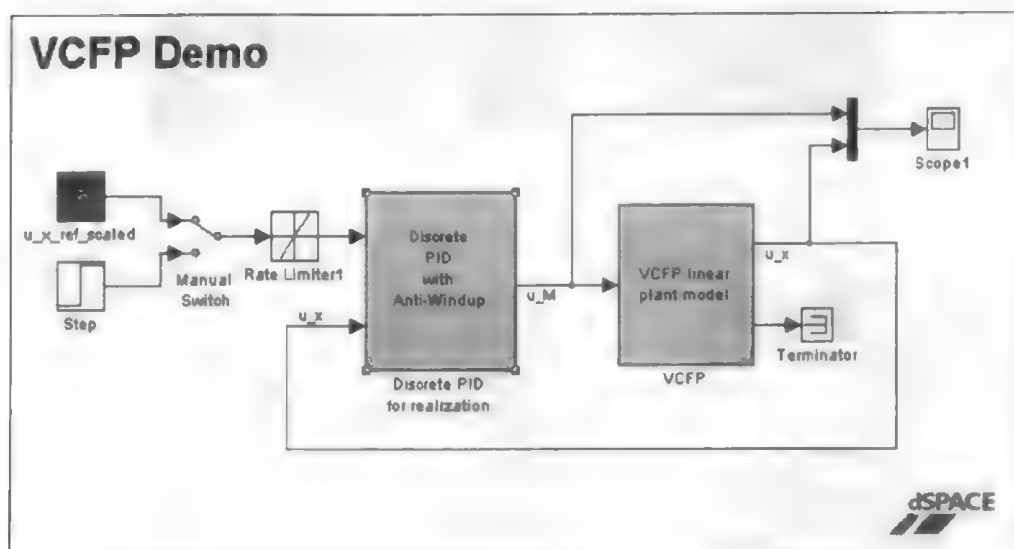 VCFP Demo
u_x_ref_scaled
Step
Manual
Switch
Rate Limiter1
u_x
Discrete
PID
with
Anti-Windup
Discrete PID
for realization
u_M
VCFP linear
plant model
VCFP
u_x
Terminator
Scope1
dSPACE